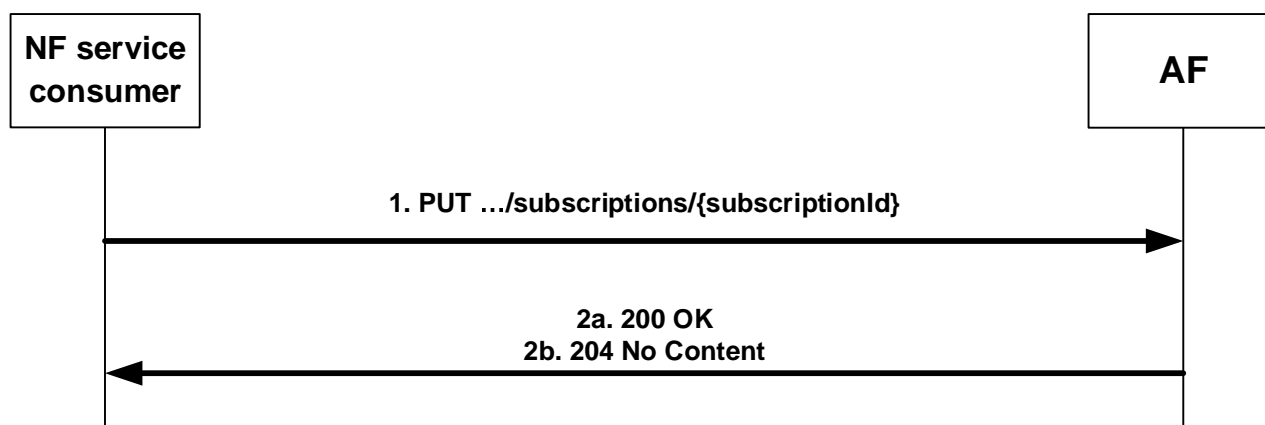 NF service
consumer
AF
1. PUT …/subscriptions/{subscriptionId}
2a. 200 OK
2b. 204 No Content